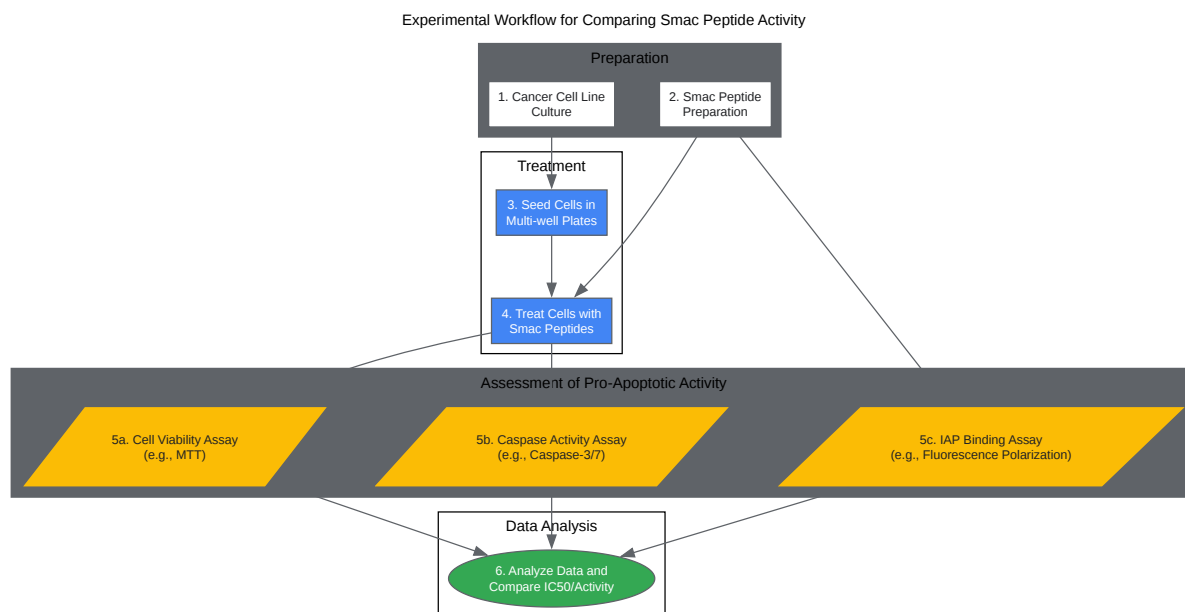 Experimental Workflow for Comparing Smac Peptide Activity
Preparation
1. Cancer Cell Line
Culture
2. Smac Peptide
Preparation
Treatment
3. Seed Cells in
Multi-well Plates
4. Treat Cells with
Smac Peptides
Assessment of Pro-Apoptotic Activity
5a. Cell Viability Assay
(e.g., MTT)
5b. Caspase Activity Assay
(e.g., Caspase-3/7)
5c. IAP Binding Assay
(e.g., Fluorescence Polarization)
Data Analysis
6. Analyze Data and
Compare IC50/Activity